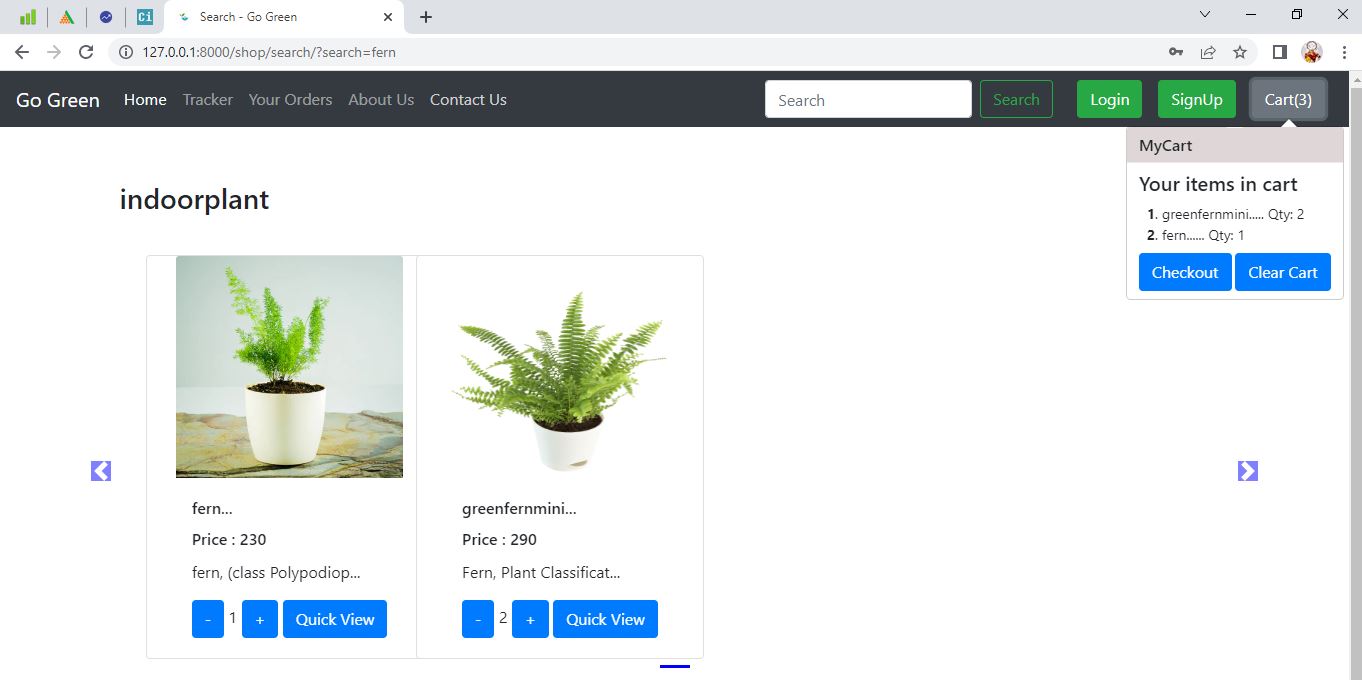 Ci
Search - Go Green
127.0.0.1:8000/shop/search/?search=fern
Go Green Home Tracker Your Orders About Us Contact Us Search Search Login SignUp Cart(3)
MyCart
Your items in cart
1. greenfernmini..... Qty: 2
2. fern...... Qty: 1
Checkout Clear Cart
indoorplant
fern... greenfernmini...
Price : 230 Price : 290
fern, (class Polypodiop... Fern, Plant Classificat...
- 1 + Quick View - 2 + Quick View